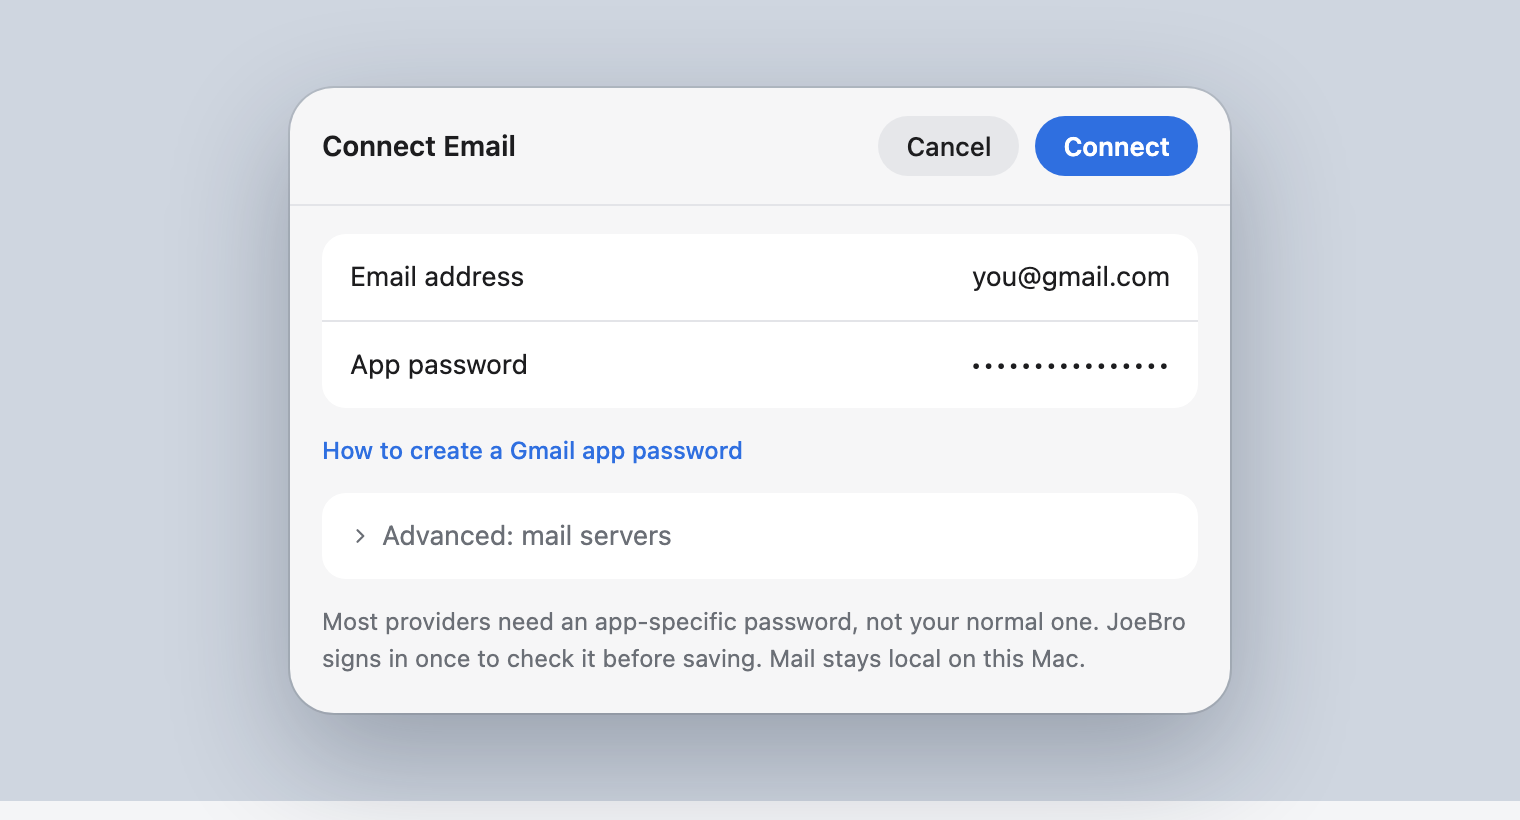 Connect Email
Cancel
Connect
Email address
you@gmail.com
App password
••••••••••••••••
How to create a Gmail app password
Advanced: mail servers
Most providers need an app-specific password, not your normal one. JoeBro
signs in once to check it before saving. Mail stays local on this Mac.